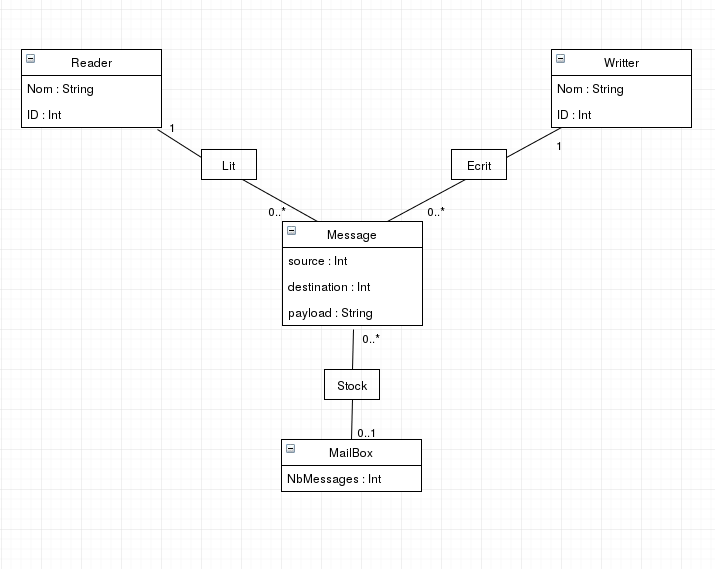 Reader
Nom : String
ID : Int
1
Writter
Nom : String
ID : Int
1
Lit
Ecrit
0..*
0..*
Message
source : Int
destination : Int
payload : String
0..*
Stock
0..1
MailBox
NbMessages : Int